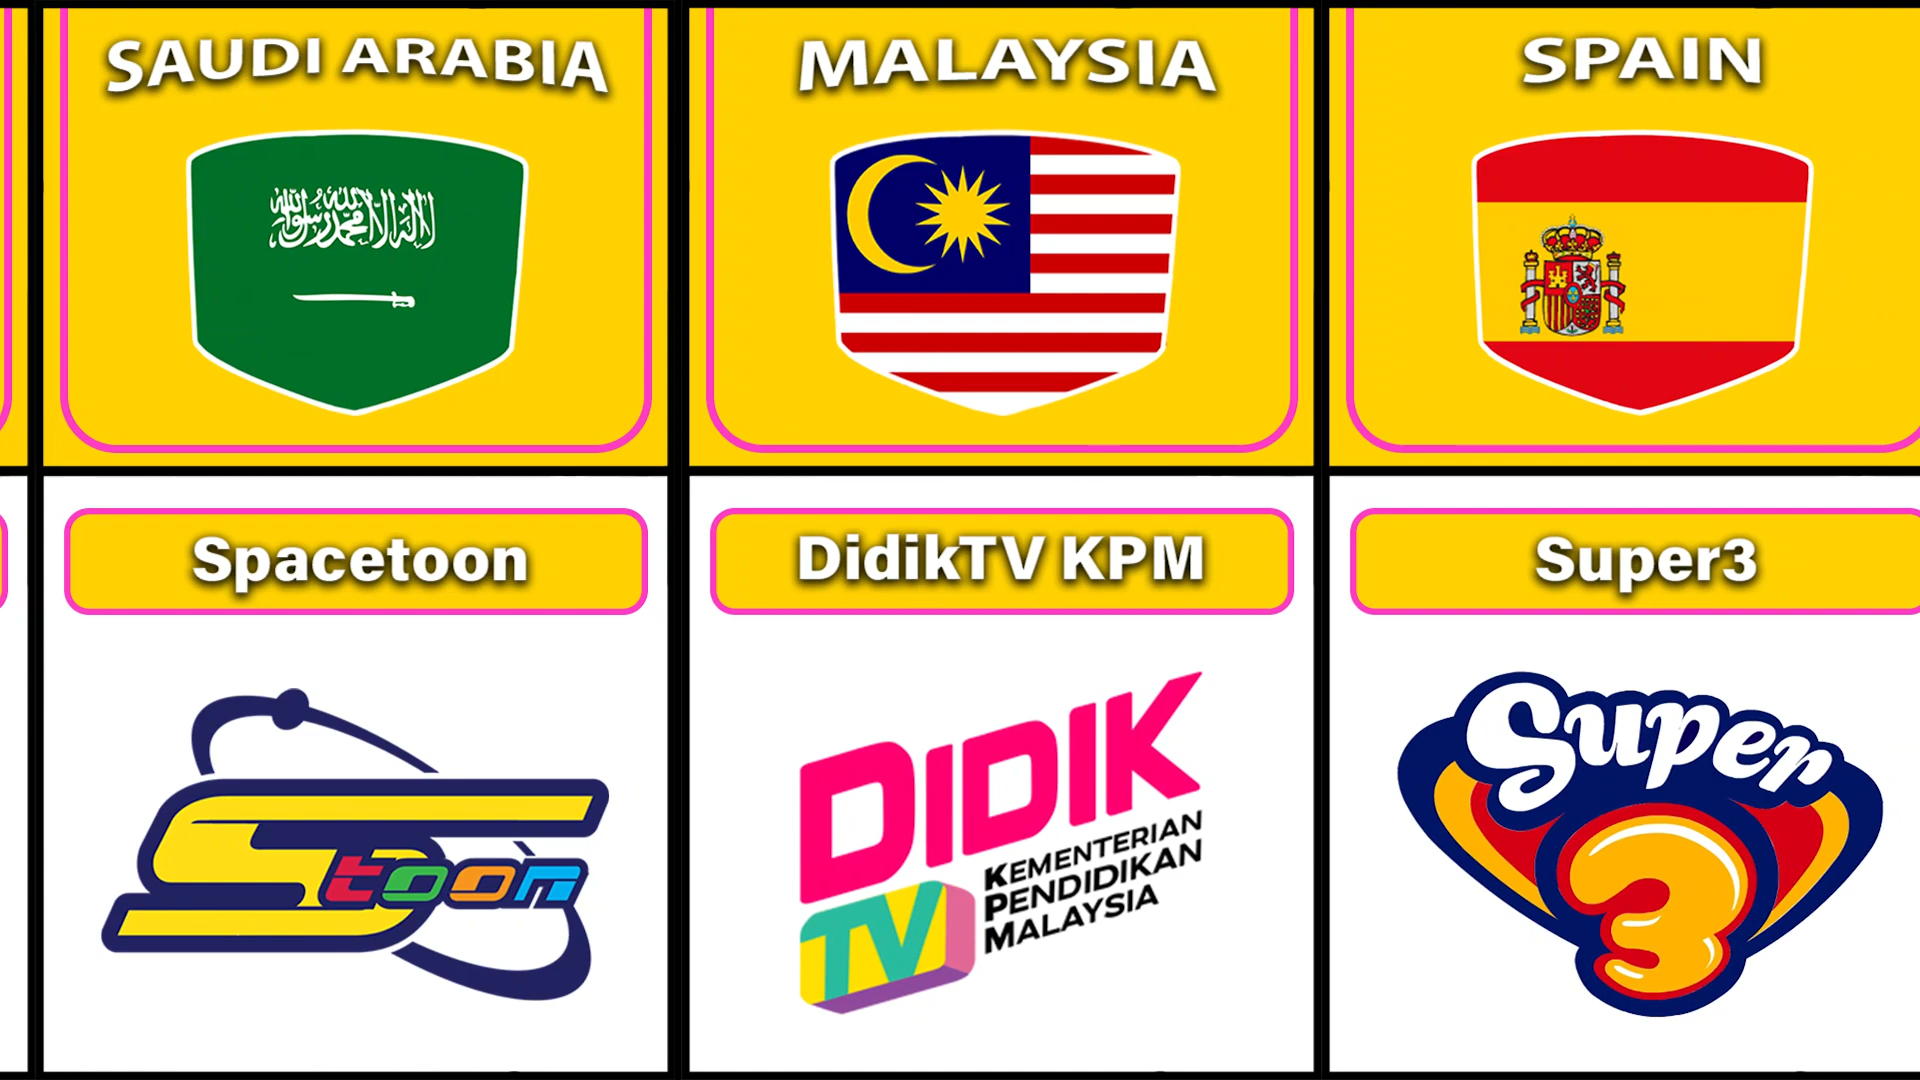 SAUDI ARABIA
MALAYSIA
SPAIN
لا إله إلا الله محمد رسول الله
Spacetoon
DidikTV KPM
Super3
Stoon
DIDIK
TV
KEMENTERIAN
PENDIDIKAN
MALAYSIA
Super
3